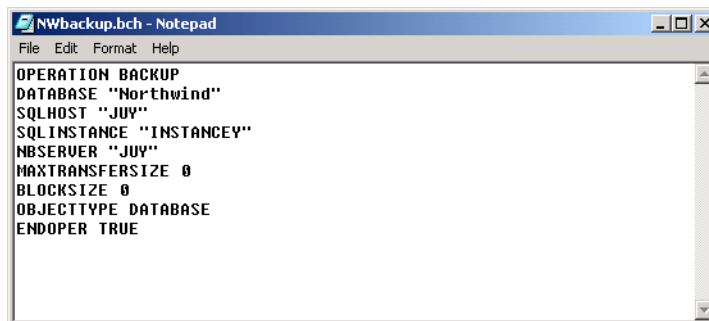 NWbackup.bch - Notepad
File Edit Format Help
OPERATION BACKUP
DATABASE "Northwind"
SQLHOST "JUY"
SQLINSTANCE "INSTANCEY"
NBSERVER "JUY"
MAXTRANSFERSIZE 0
BLOCKSIZE 0
OBJECTTYPE DATABASE
ENDOPER TRUE